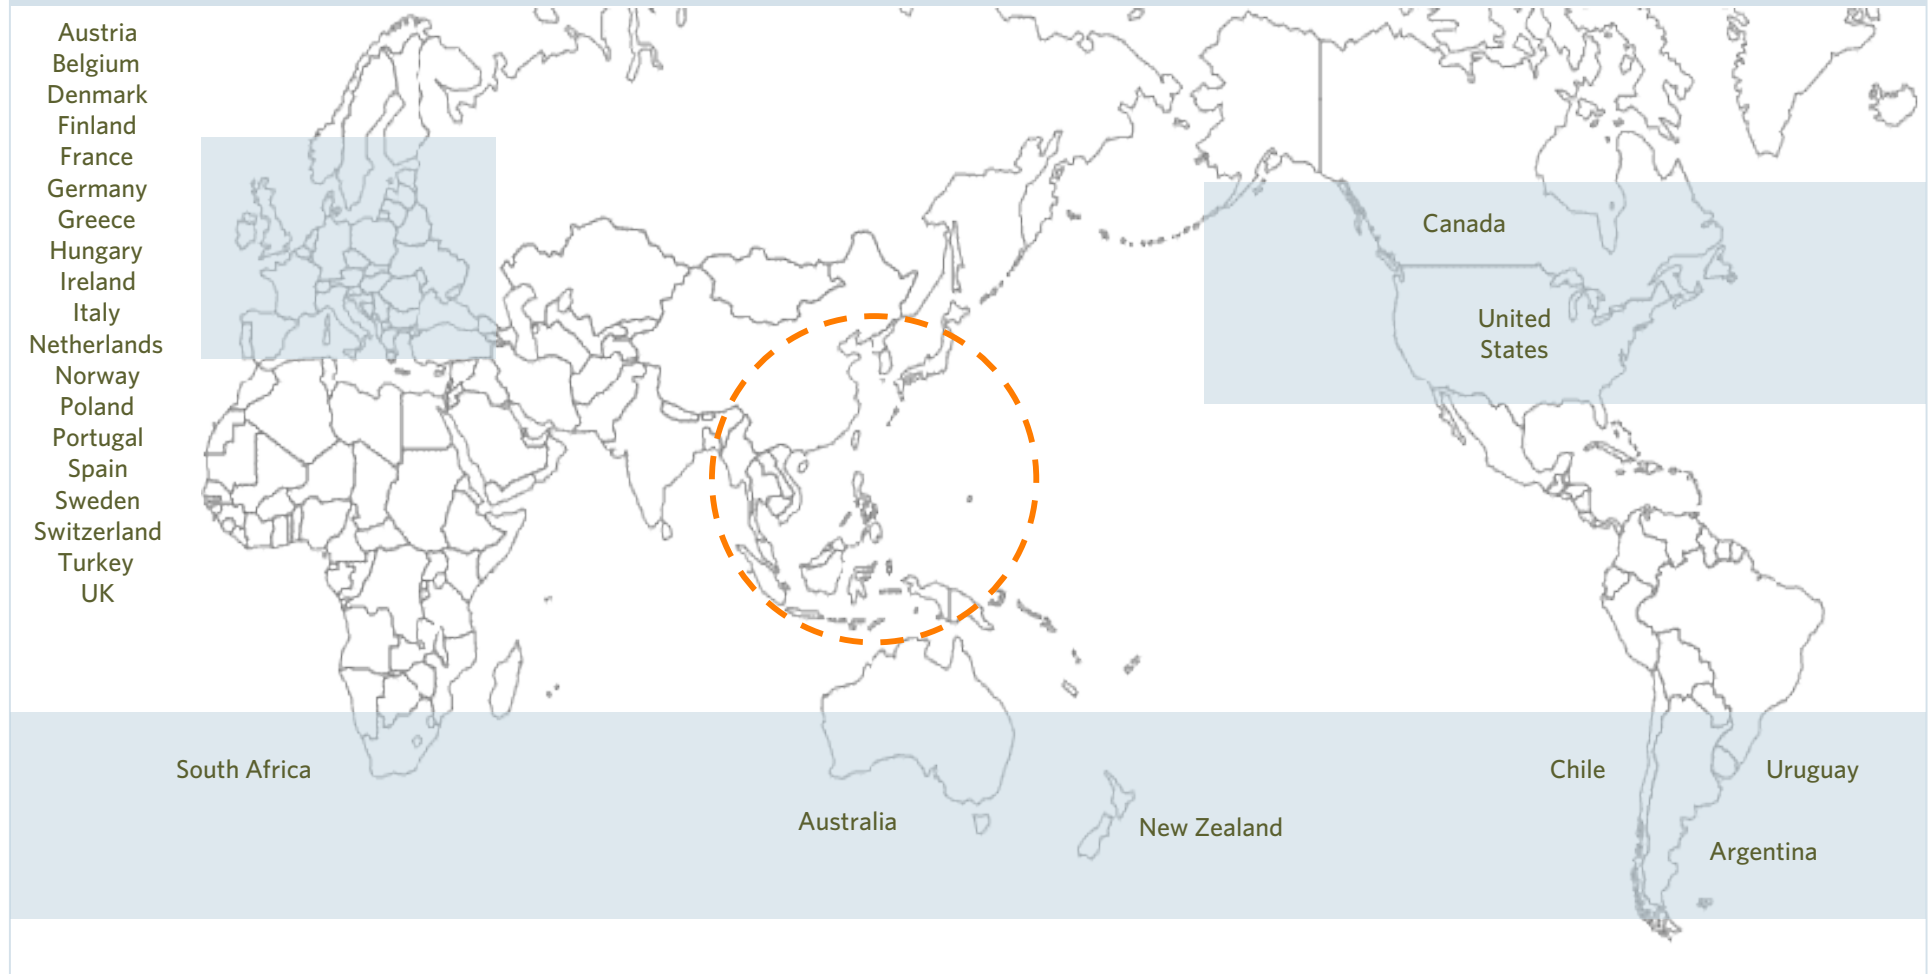 Austria
Belgium
Denmark
Finland
France
Germany
Greece
Hungary
Ireland
Italy
Netherlands
Norway
Poland
Portugal
Spain
Sweden
Switzerland
Turkey
UK
Canada
United
States
South Africa
Australia
New Zealand
Chile
Uruguay
Argentina